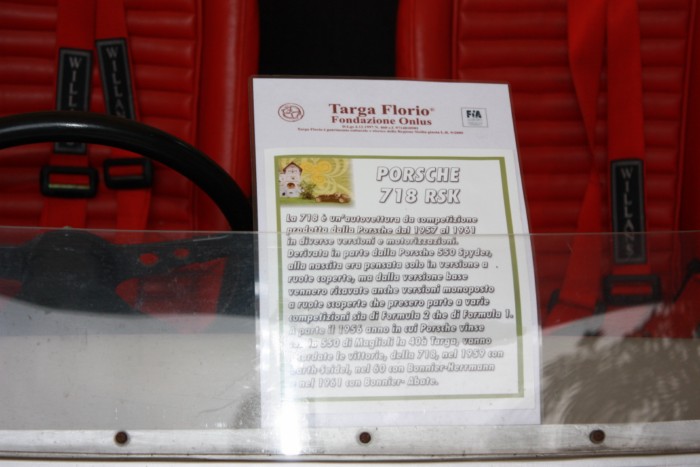 WILLANS
WILLANS
WILLANS
Targa Florio®
Fondazione Onlus
FIA
PORSCHE
718 RSK
La 718 è un'autovettura da competizione
prodotta dalla Porsche dal 1957 al 1961
in diverse versioni e motorizzazioni.
Derivata in parte dalla Porsche 550 Spyder,
alla nascita era pensata solo in versione a
ruote coperte, ma dalla versione base
vennero ricavate anche versioni monoposto
a ruote scoperte che presero parte a varie
competizioni sia di Formula 2 che di Formula 1.
A parte il 1956 anno in cui Porsche vinse
550 di Maglioli la 40ª Targa, vanno
le vittorie, della 718, nel 1959 con
Barth-Seidel, nel 60 con Bonnier-Herrmann
e nel 1961 con Bonnier- Abate.